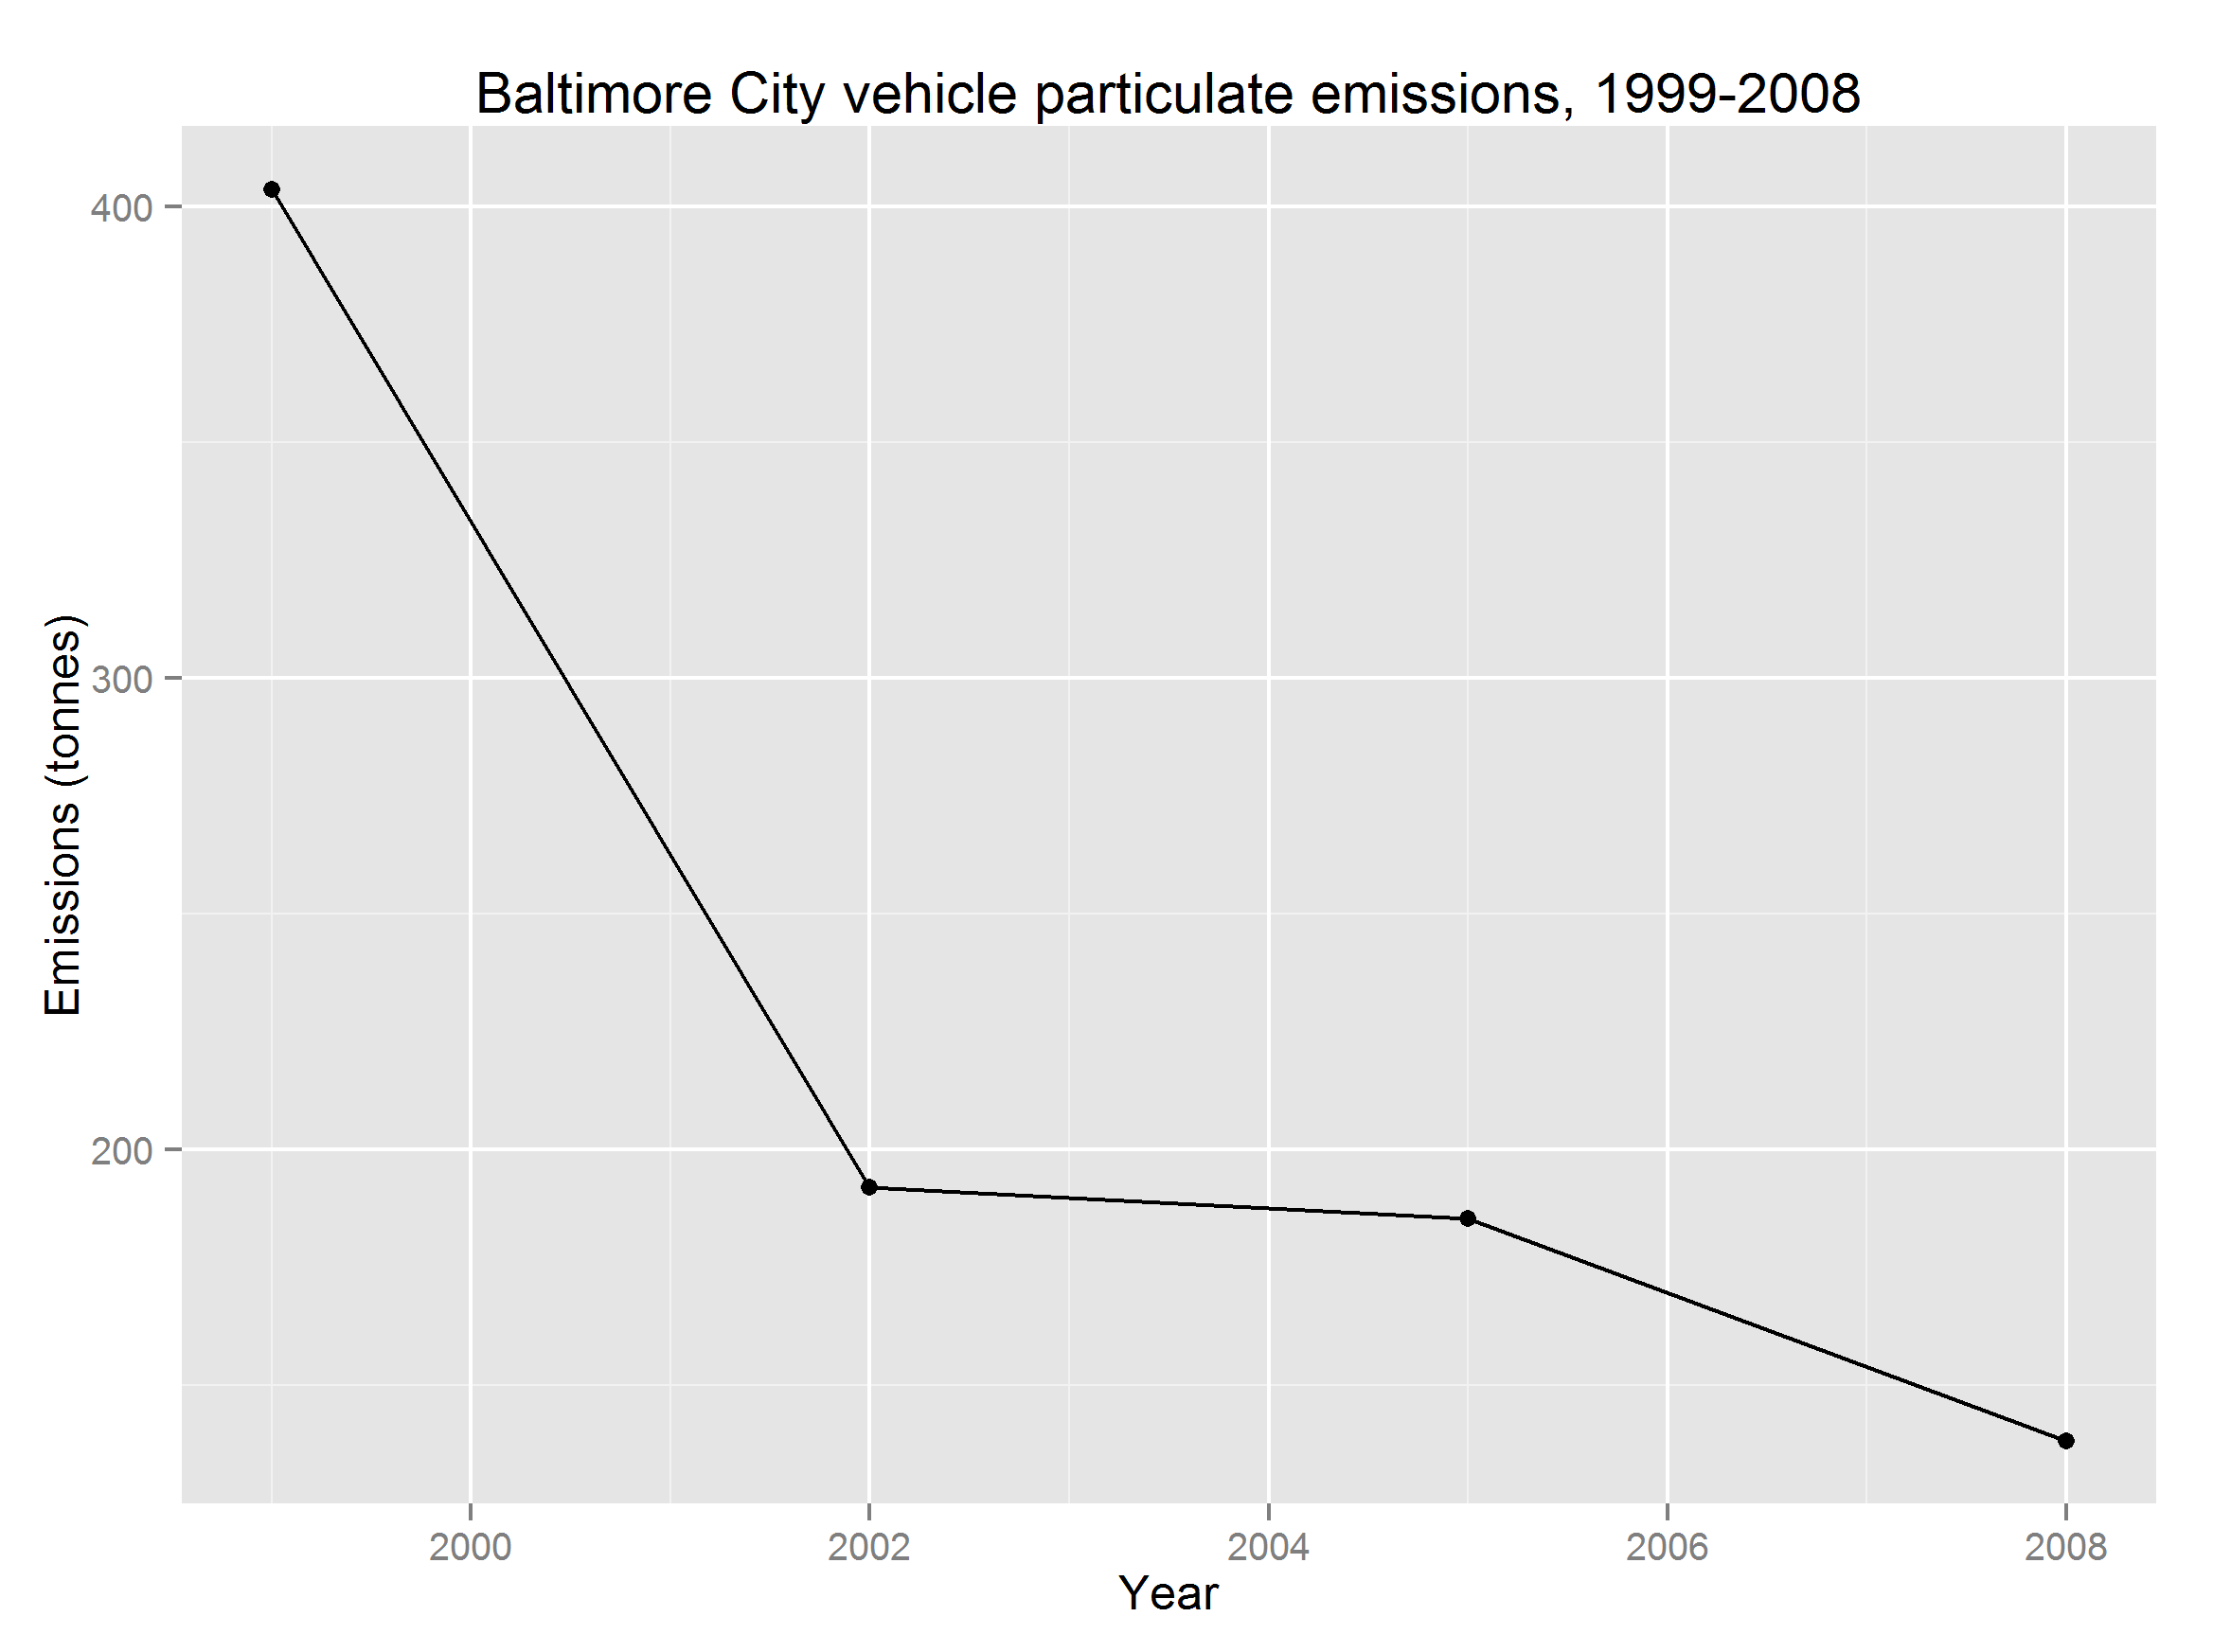 Baltimore City vehicle particulate emissions, 1999-2008
Emissions (tonnes)
400
300
200
2000 2002 2004 2006 2008
Year